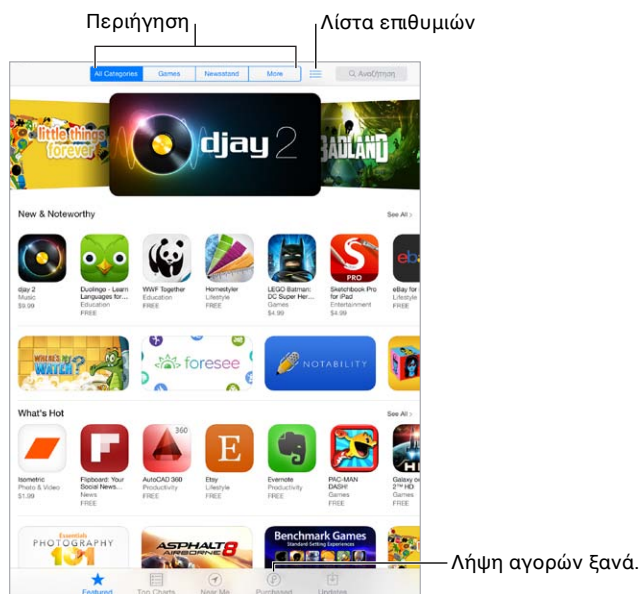 Περιήγηση
Λίστα επιθυμιών
All Categories Games Newsstand More Αναζήτηση
little things forever
djay 2
BADLAND
New & Noteworthy See All >
djay 2 Duolingo - Learn WWF Together Homestyler LEGO Batman: Sketchbook Pro eBay for
Music Languages for... Education Lifestyle DC Super Her... for iPad Lifestyle
$9.99 Education FREE FREE Games Entertainment FREE
FREE $4.99 $4.99
WHERE'S MY WATER?
foresee
NOTABILITY
What's Hot See All >
360
Isometric Flipboard: Your AutoCAD 360 Etsy Evernote PAC-MAN Galaxy on
Photo & Video Social News... Productivity Lifestyle Productivity DASH! 2™ HD
$1.99 News FREE FREE FREE Games Games
FREE FREE FREE
Essentials
PHOTOGRAPHY
101
ASPHALT 8
AIRBORNE
Benchmark Games
Standard Setting Experiences
Featured Top Charts Near Me Purchased Updates
Λήψη αγορών ξανά.